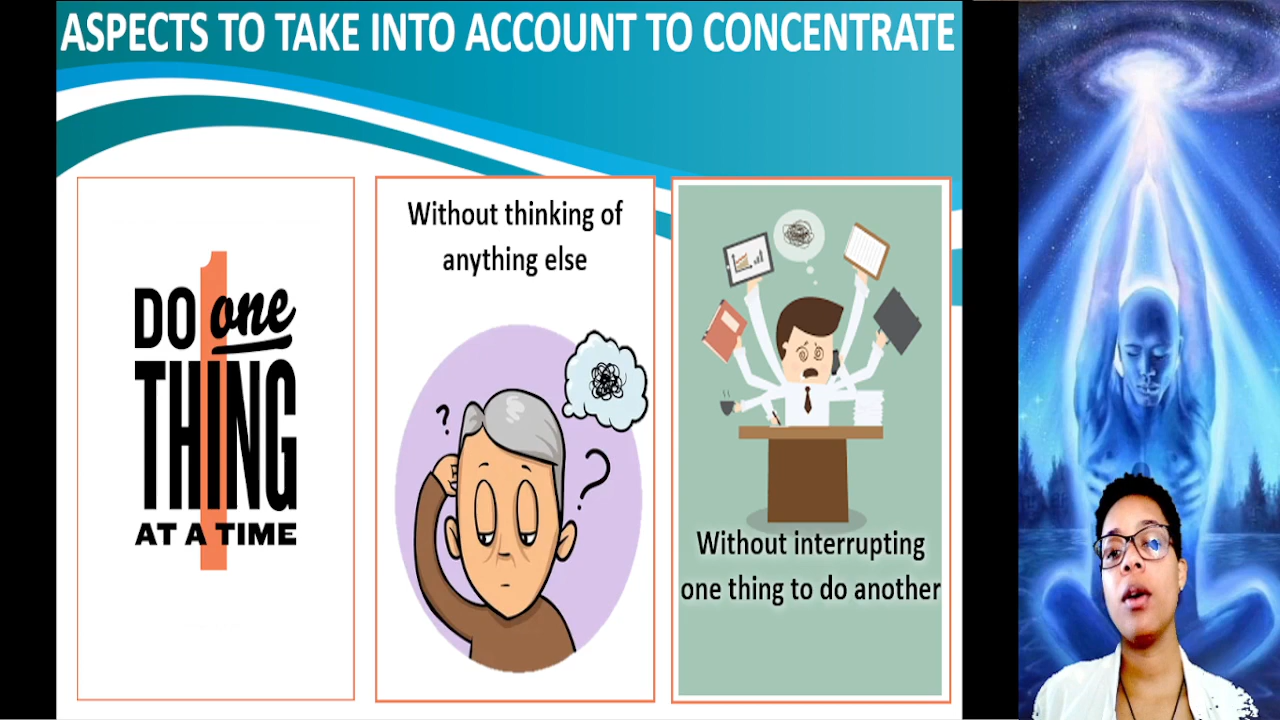 ASPECTS TO TAKE INTO ACCOUNT TO CONCENTRATE
DO one
THING
AT A TIME
1
Without thinking of
anything else
?
?
Without interrupting
one thing to do another